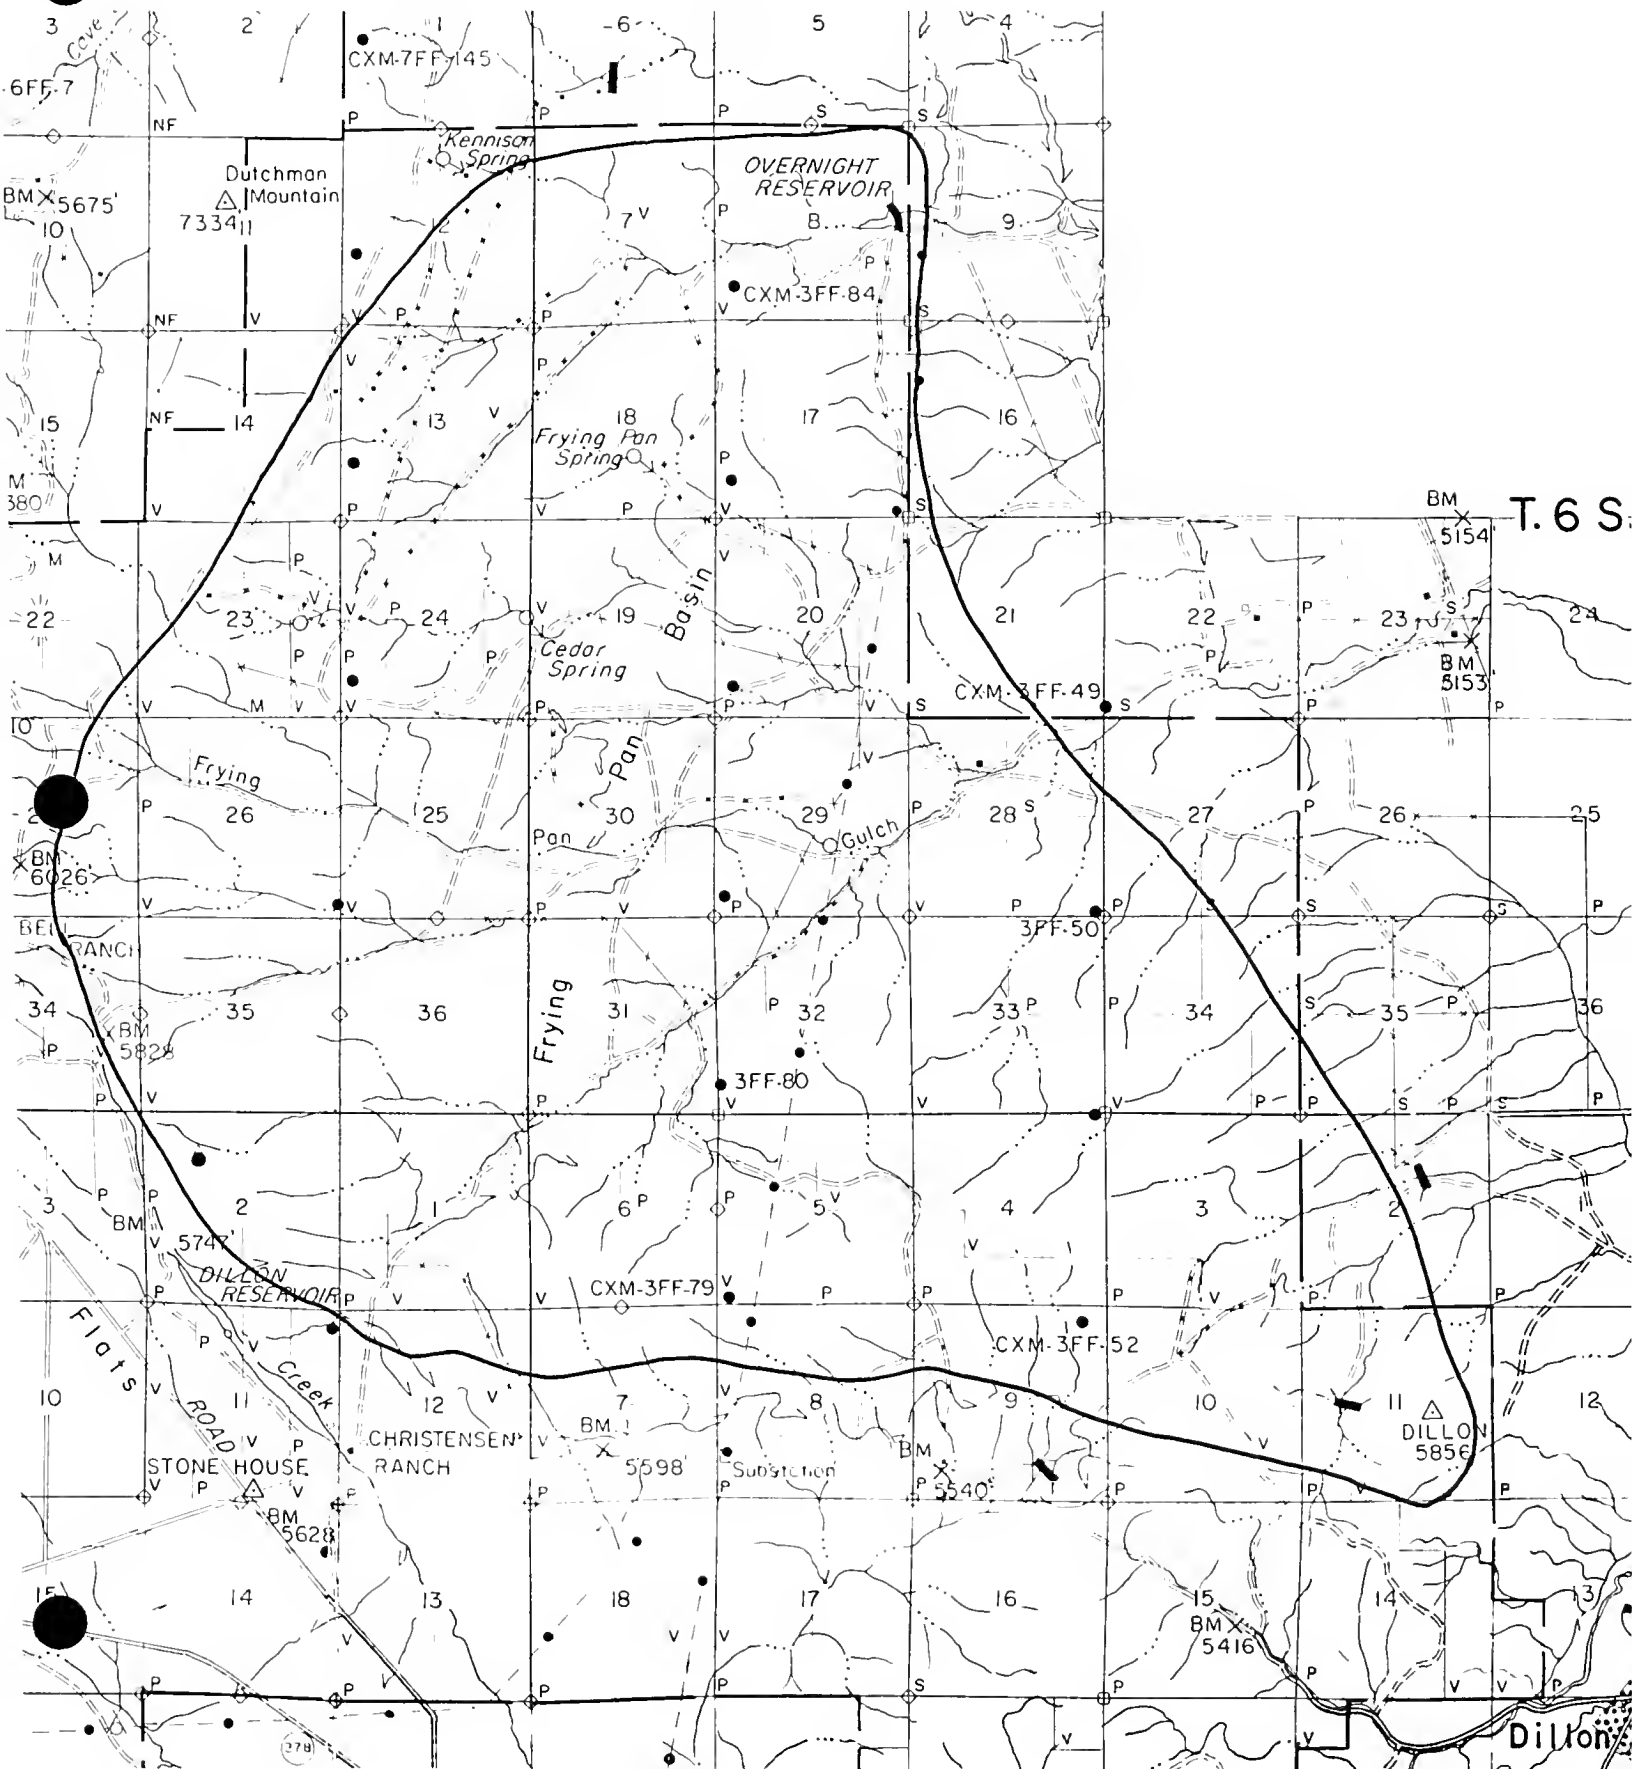 3 2 1 6 5 4
Cave
CXM-7FF-145
6FF-7
NF P P P S S
Kennison
Spring
OVERNIGHT
RESERVOIR
Dutchman
Mountain
BM 5675'
7334
10 11 7 V P 8 9
P
CXM-3FF-84
NF V V P P V S
V P
15 NF 14 13 V 18 17 16
Frying Pan
Spring
P
M
380
V P V P V S
BM
5154'
T. 6 S.
M P
V V P V V
22 23 24 19 20 21 22 P 23 S 24
Basin
P P P P
Cedar
Spring
BM
5153'
CXM-3FF-49
V M V V P P V S S P P
10
Pan
V
Frying
P 26 25 30 29 P 28 S 27 P 26 25
Pan Gulch
BM
6026
V V P V P V P P S S S P
3FF-50
BELL
RANCH
34 35 36 31 P 32 33 P P 34 S 35 P 36
Frying
BM
5828
P
3FF-80
P V P V V V P P S P S P
3 P P 2 1 6 P P 5 V 4 3 2 1
BM
V
5747'
V V
DILLON
RESERVOIR
CXM-3FF-79
P P V V V P P P V P
Flats
P V
CXM-3FF-52
Creek
10 V 11 12 V 7 V 8 9 10 11 12
ROAD
DILLON
5856
V P
CHRISTENSEN
RANCH
V BM
5598'
Substation
BM
5540'
V
STONE HOUSE
V P V P P P P V P
BM
5628
15 14 13 18 17 16 15 14 13
BM
5416
V V V
P P P S P P V V P
278
V V
Dillon